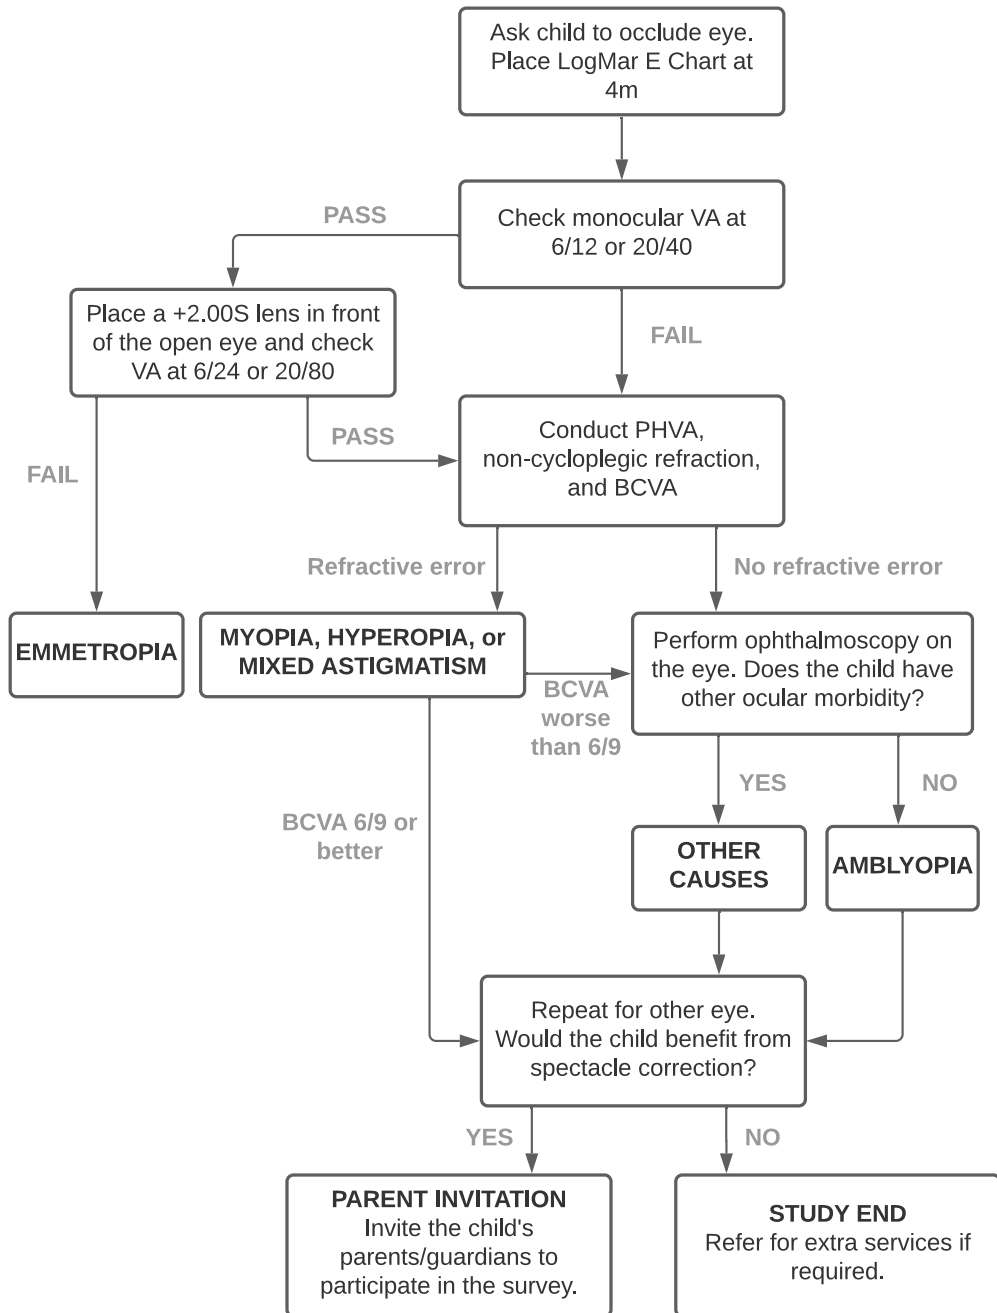 Ask child to occlude eye.
Place LogMar E Chart at
4m
PASS
Check monocular VA at
6/12 or 20/40
Place a +2.00S lens in front
of the open eye and check
VA at 6/24 or 20/80
FAIL
PASS
Conduct PHVA,
non-cycloplegic refraction,
and BCVA
FAIL
Refractive error
No refractive error
EMMETROPIA
MYOPIA, HYPEROPIA, or
MIXED ASTIGMATISM
Perform ophthalmoscopy on
the eye. Does the child have
other ocular morbidity?
BCVA
worse
than 6/9
YES
NO
BCVA 6/9 or
better
OTHER
CAUSES
AMBLYOPIA
Repeat for other eye.
Would the child benefit from
spectacle correction?
YES
NO
PARENT INVITATION
Invite the child's
parents/guardians to
participate in the survey.
STUDY END
Refer for extra services if
required.